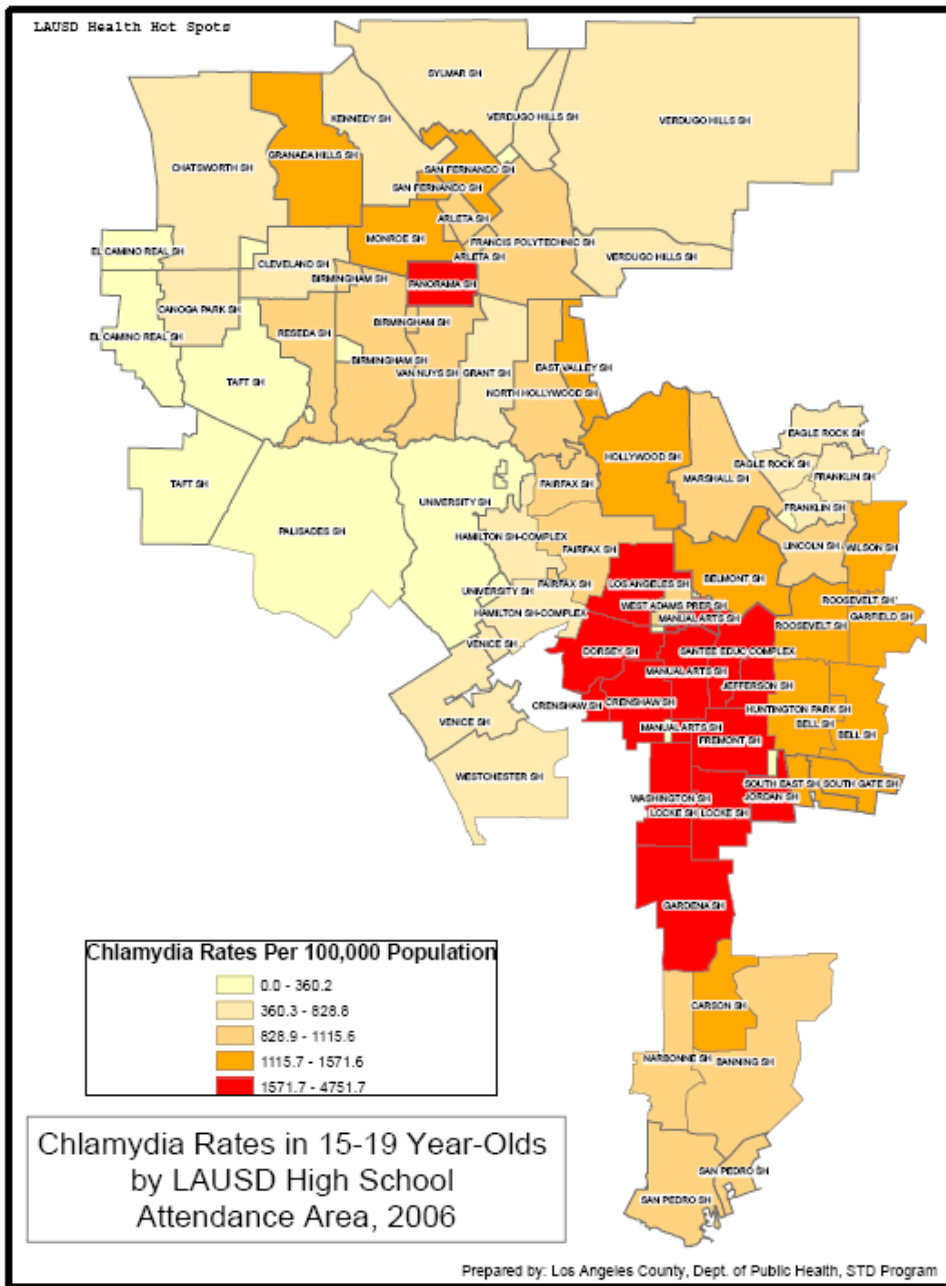 LAUSD Health Hot Spots
SYLMAR SH
KENNEDY SH
VERDUGO HILLS SH
VERDUGO HILLS SH
GRANADA HILLS SH
CHATSWORTH SH
SAN FERNANDO SH
SAN FERNANDO SH
ARLETA SH
MONROE SH
FRANCIS POLYTECHNIC SH
EL CAMINO REAL SH
ARLETA SH
VERDUGO HILLS SH
CLEVELAND SH
BIRMINGHAM SH
PANORAMA SH
CANOGA PARK SH
BIRMINGHAM SH
EL CAMINO REAL SH
RESEDA SH
BIRMINGHAM SH
EAST VALLEY SH
VAN NUYS SH
GRANT SH
TAFT SH
NORTH HOLLYWOOD SH
EAGLE ROCK SH
HOLLYWOOD SH
EAGLE ROCK SH
MARSHALL SH
FRANKLIN SH
TAFT SH
FAIRFAX SH
UNIVERSITY SH
FRANKLIN SH
PALISADES SH
HAMILTON SH-COMPLEX
LINCOLN SH
WILSON SH
FAIRFAX SH
BELMONT SH
FAIRFAX SH
LOS ANGELES SH
UNIVERSITY SH
ROOSEVELT SH
WEST ADAMS PREP SH
HAMILTON SH-COMPLEX
MANUAL ARTS SH
GARFIELD SH
ROOSEVELT SH
VENICE SH
DORSEY SH
SANTEE EDUC COMPLEX
MANUAL ARTS SH
JEFFERSON SH
CRENSHAW SH
CRENSHAW SH
HUNTINGTON PARK SH
VENICE SH
BELL SH
MANUAL ARTS SH
BELL SH
FREMONT SH
WESTCHESTER SH
SOUTH EAST SH
SOUTH GATE SH
WASHINGTON SH
JORDAN SH
LOCKE SH
LOCKE SH
GARDENA SH
Chlamydia Rates Per 100,000 Population
0.0 - 360.2
360.3 - 828.8
828.9 - 1115.6
1115.7 - 1571.6
1571.7 - 4751.7
CARSON SH
NARBONNE SH
BANNING SH
SAN PEDRO SH
SAN PEDRO SH
Chlamydia Rates in 15-19 Year-Olds
by LAUSD High School
Attendance Area, 2006
Prepared by: Los Angeles County, Dept. of Public Health, STD Program